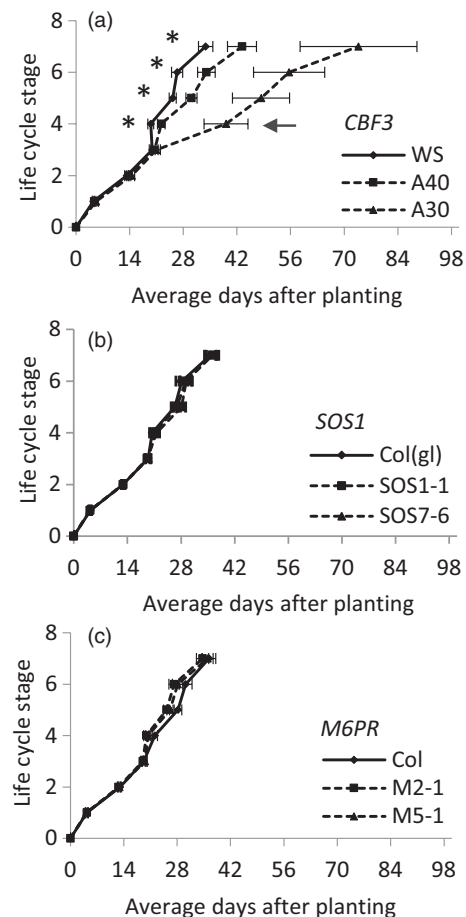 (a)
Life cycle stage
8
6
4
2
0
*
*
*
*
CBF3
WS
A40
A30
0 14 28 42 56 70 84 98
Average days after planting
(b)
Life cycle stage
8
6
4
2
0
SOS1
Col(gl)
SOS1-1
SOS7-6
0 14 28 42 56 70 84 98
Average days after planting
(c)
Life cycle stage
8
6
4
2
0
M6PR
Col
M2-1
M5-1
0 14 28 42 56 70 84 98
Average days after planting